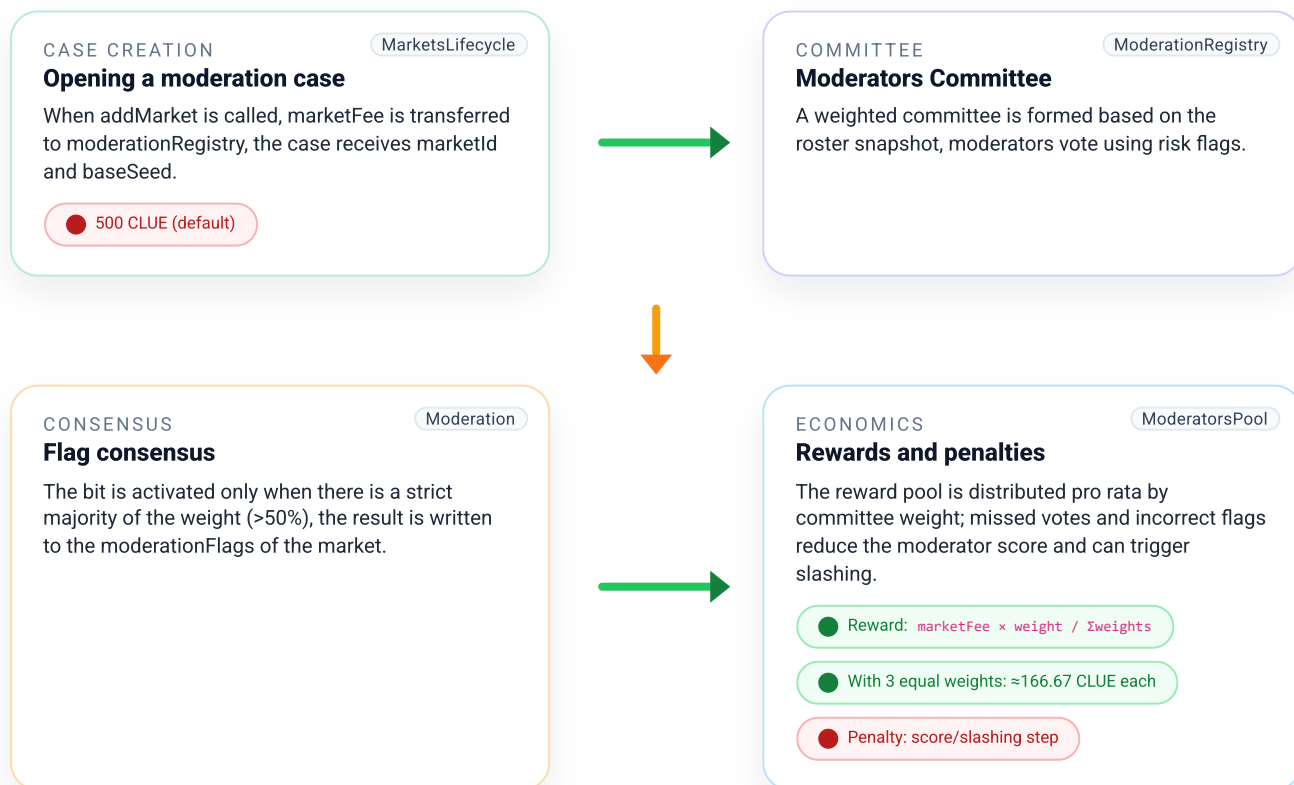 CASE CREATION
MarketsLifecycle
Opening a moderation case
When addMarket is called, marketFee is transferred
to moderationRegistry, the case receives marketId
and baseSeed.
500 CLUE (default)
COMMITTEE
ModerationRegistry
Moderators Committee
A weighted committee is formed based on the
roster snapshot, moderators vote using risk flags.
CONSENSUS
Moderation
Flag consensus
The bit is activated only when there is a strict
majority of the weight (>50%), the result is written
to the moderationFlags of the market.
ECONOMICS
ModeratorsPool
Rewards and penalties
The reward pool is distributed pro rata by
committee weight; missed votes and incorrect flags
reduce the moderator score and can trigger
slashing.
Reward: marketFee × weight / Σweights
With 3 equal weights: ≈166.67 CLUE each
Penalty: score/slashing step